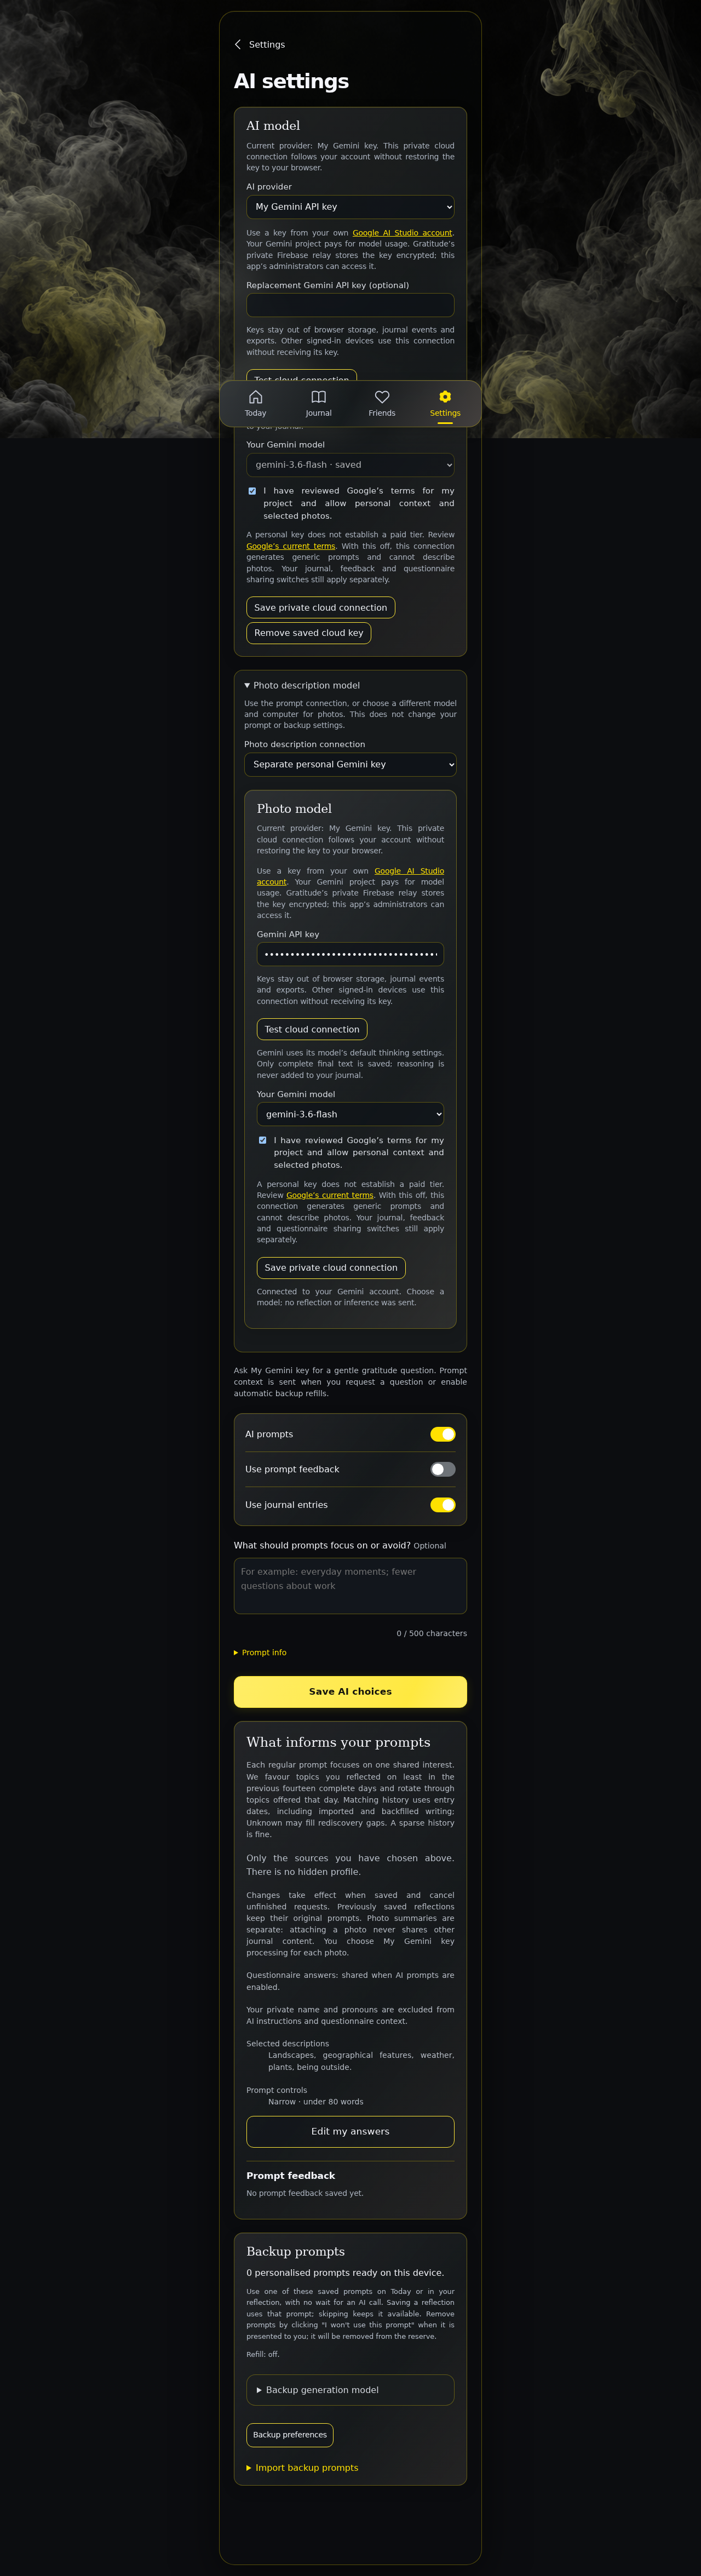 Settings
AI settings
AI model
Current provider: My Gemini key. This private cloud
connection follows your account without restoring the
key to your browser.
AI provider
My Gemini API key
Use a key from your own Google AI Studio account.
Your Gemini project pays for model usage. Gratitude’s
private Firebase relay stores the key encrypted; this
app’s administrators can access it.
Replacement Gemini API key (optional)
Keys stay out of browser storage, journal events and
exports. Other signed-in devices use this connection
without receiving its key.
Test cloud connection
Today
Journal
Friends
Settings
to your journal.
Your Gemini model
gemini-3.6-flash · saved
I have reviewed Google’s terms for my
project and allow personal context and
selected photos.
A personal key does not establish a paid tier. Review
Google’s current terms. With this off, this connection
generates generic prompts and cannot describe
photos. Your journal, feedback and questionnaire
sharing switches still apply separately.
Save private cloud connection
Remove saved cloud key
▼ Photo description model
Use the prompt connection, or choose a different model
and computer for photos. This does not change your
prompt or backup settings.
Photo description connection
Separate personal Gemini key
Photo model
Current provider: My Gemini key. This private
cloud connection follows your account without
restoring the key to your browser.
Use a key from your own Google AI Studio
account. Your Gemini project pays for model
usage. Gratitude’s private Firebase relay stores
the key encrypted; this app’s administrators can
access it.
Gemini API key
Keys stay out of browser storage, journal events
and exports. Other signed-in devices use this
connection without receiving its key.
Test cloud connection
Gemini uses its model’s default thinking settings.
Only complete final text is saved; reasoning is
never added to your journal.
Your Gemini model
gemini-3.6-flash
I have reviewed Google’s terms for my
project and allow personal context and
selected photos.
A personal key does not establish a paid tier.
Review Google’s current terms. With this off, this
connection generates generic prompts and
cannot describe photos. Your journal, feedback
and questionnaire sharing switches still apply
separately.
Save private cloud connection
Connected to your Gemini account. Choose a
model; no reflection or inference was sent.
Ask My Gemini key for a gentle gratitude question. Prompt
context is sent when you request a question or enable
automatic backup refills.
AI prompts
Use prompt feedback
Use journal entries
What should prompts focus on or avoid? Optional
For example: everyday moments; fewer
questions about work
0 / 500 characters
▶ Prompt info
Save AI choices
What informs your prompts
Each regular prompt focuses on one shared interest.
We favour topics you reflected on least in the
previous fourteen complete days and rotate through
topics offered that day. Matching history uses entry
dates, including imported and backfilled writing;
Unknown may fill rediscovery gaps. A sparse history
is fine.
Only the sources you have chosen above.
There is no hidden profile.
Changes take effect when saved and cancel
unfinished requests. Previously saved reflections
keep their original prompts. Photo summaries are
separate: attaching a photo never shares other
journal content. You choose My Gemini key
processing for each photo.
Questionnaire answers: shared when AI prompts are
enabled.
Your private name and pronouns are excluded from
AI instructions and questionnaire context.
Selected descriptions
Landscapes, geographical features, weather,
plants, being outside.
Prompt controls
Narrow · under 80 words
Edit my answers
Prompt feedback
No prompt feedback saved yet.
Backup prompts
0 personalised prompts ready on this device.
Use one of these saved prompts on Today or in your
reflection, with no wait for an AI call. Saving a reflection
uses that prompt; skipping keeps it available. Remove
prompts by clicking "I won't use this prompt" when it is
presented to you; it will be removed from the reserve.
Refill: off.
▶ Backup generation model
Backup preferences
▶ Import backup prompts